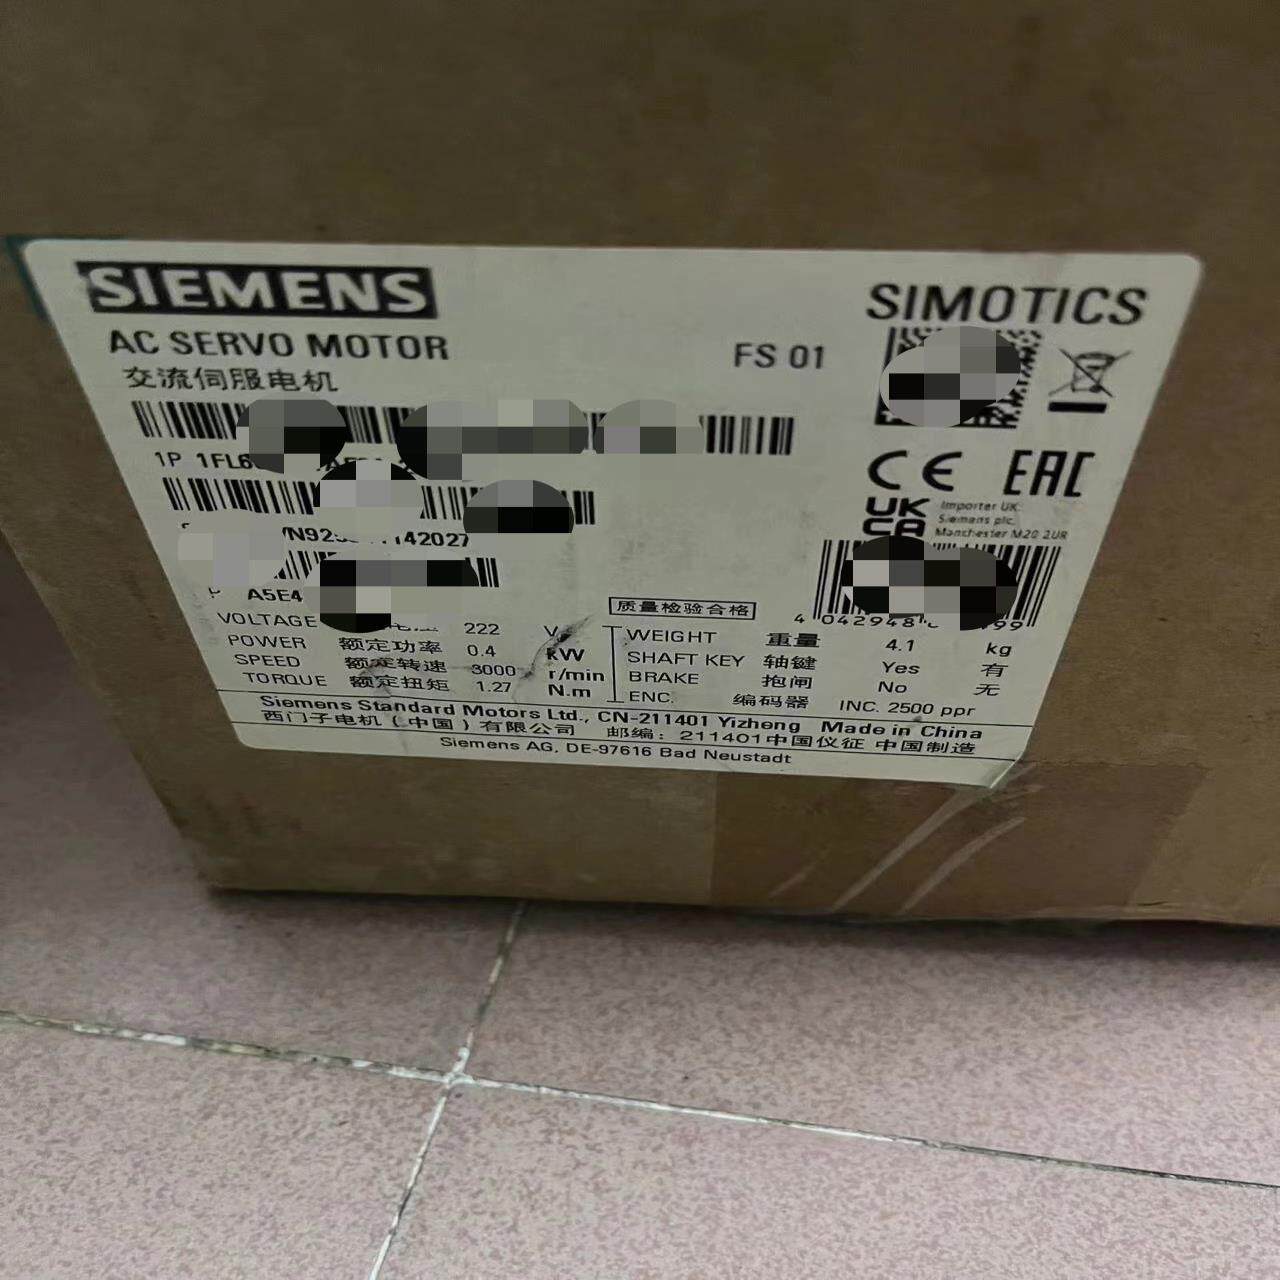 SIEMENS
SIMOTICS
AC SERVO MOTOR
FS 01
交流伺服电机
CE EAC
1P 1FL6
UK CA
Importer UK:
Siemens plc,
Manchester M20 2UR
142027
A5E4
质量检验合格
4 042948
99
VOLTAGE 222 V
POWER 额定功率 0.4 kW
SPEED 额定转速 3000 r/min
TORQUE 额定扭矩 1.27 N.m
WEIGHT 重量 4.1 kg
SHAFT KEY 轴键 Yes 有
BRAKE 抱闸 No 无
ENC. 编码器 INC. 2500 ppr
Siemens Standard Motors Ltd., CN-211401 Yizheng Made in China
西门子电机（中国）有限公司 邮编：211401中国仪征 中国制造
Siemens AG, DE-97616 Bad Neustadt